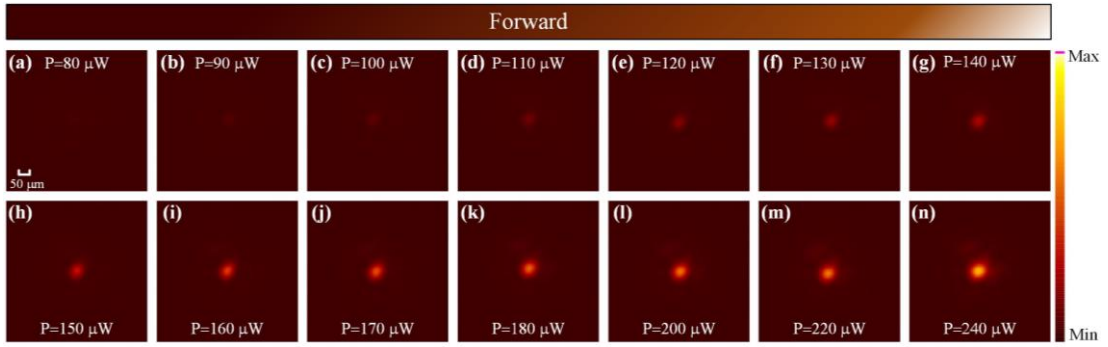 Forward
(a) P=80 μW
(b) P=90 μW
(c) P=100 μW
(d) P=110 μW
(e) P=120 μW
(f) P=130 μW
(g) P=140 μW
Max
50 μm
(h)
(i)
(j)
(k)
(l)
(m)
(n)
P=150 μW
P=160 μW
P=170 μW
P=180 μW
P=200 μW
P=220 μW
P=240 μW
Min